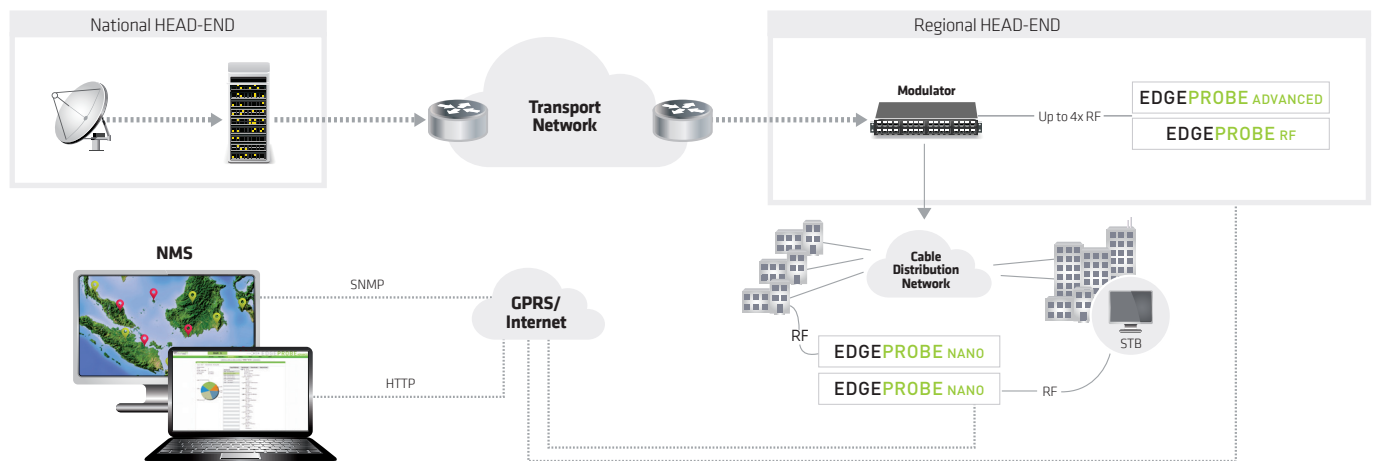 National HEAD-END
Regional HEAD-END
Modulator
Transport
Network
Up to 4x RF
EDGEPROBE ADVANCED
EDGEPROBE RF
NMS
SNMP
HTTP
GPRS/
Internet
Cable
Distribution
Network
STB
RF
EDGEPROBE NANO
EDGEPROBE NANO
RF